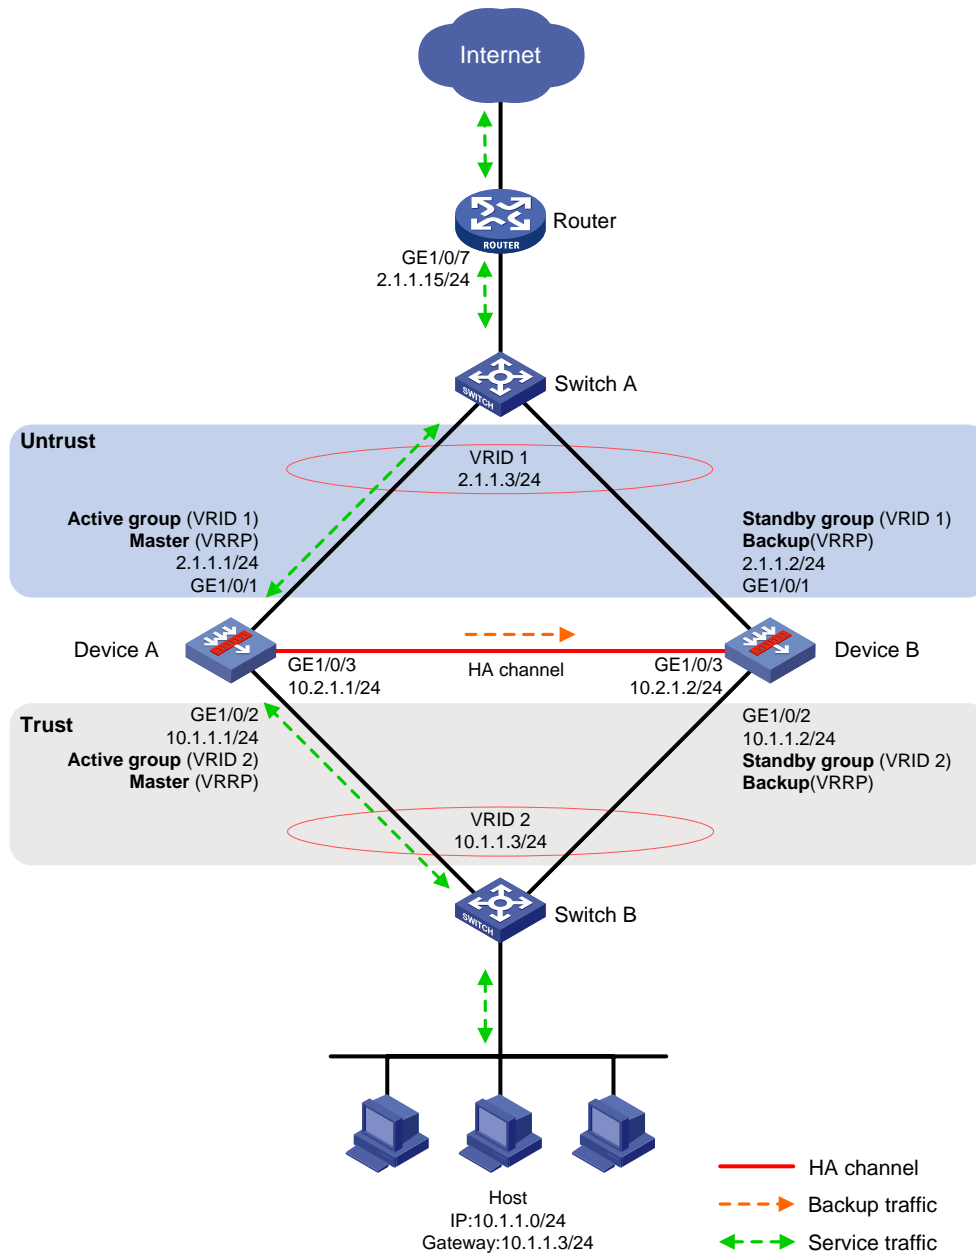 Internet
Router
ROUTER
GE1/0/7
2.1.1.15/24
Switch A
SWITCH
Untrust
VRID 1
2.1.1.3/24
Active group (VRID 1)
Master (VRRP)
2.1.1.1/24
GE1/0/1
Standby group (VRID 1)
Backup(VRRP)
2.1.1.2/24
GE1/0/1
Device A
Device B
GE1/0/3
10.2.1.1/24
HA channel
GE1/0/3
10.2.1.2/24
Trust
GE1/0/2
10.1.1.1/24
Active group (VRID 2)
Master (VRRP)
GE1/0/2
10.1.1.2/24
Standby group (VRID 2)
Backup(VRRP)
VRID 2
10.1.1.3/24
Switch B
SWITCH
Host
IP:10.1.1.0/24
Gateway:10.1.1.3/24
HA channel
Backup traffic
Service traffic